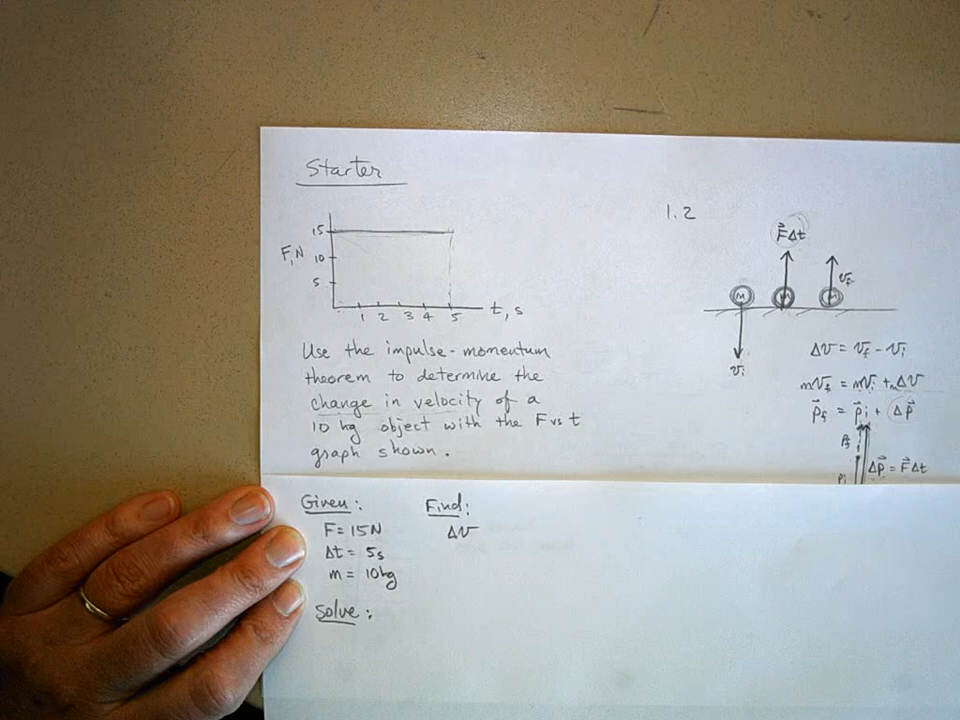 Starter
15
F, N
10
5
1 2 3 4 5
t, s
Use the impulse-momentum
theorem to determine the
change in velocity of a
10 kg object with the F vs t
graph shown.
1.2
F⃗Δt
M
M
M
v_f
v_i
Δv = v_f - v_i
mv_f = mv_i + mΔv
p⃗_f = p⃗_i + Δp⃗
p_f
p_i
Δp⃗ = F⃗Δt
Given:
F = 15N
Δt = 5s
m = 10kg
Find:
Δv
Solve: